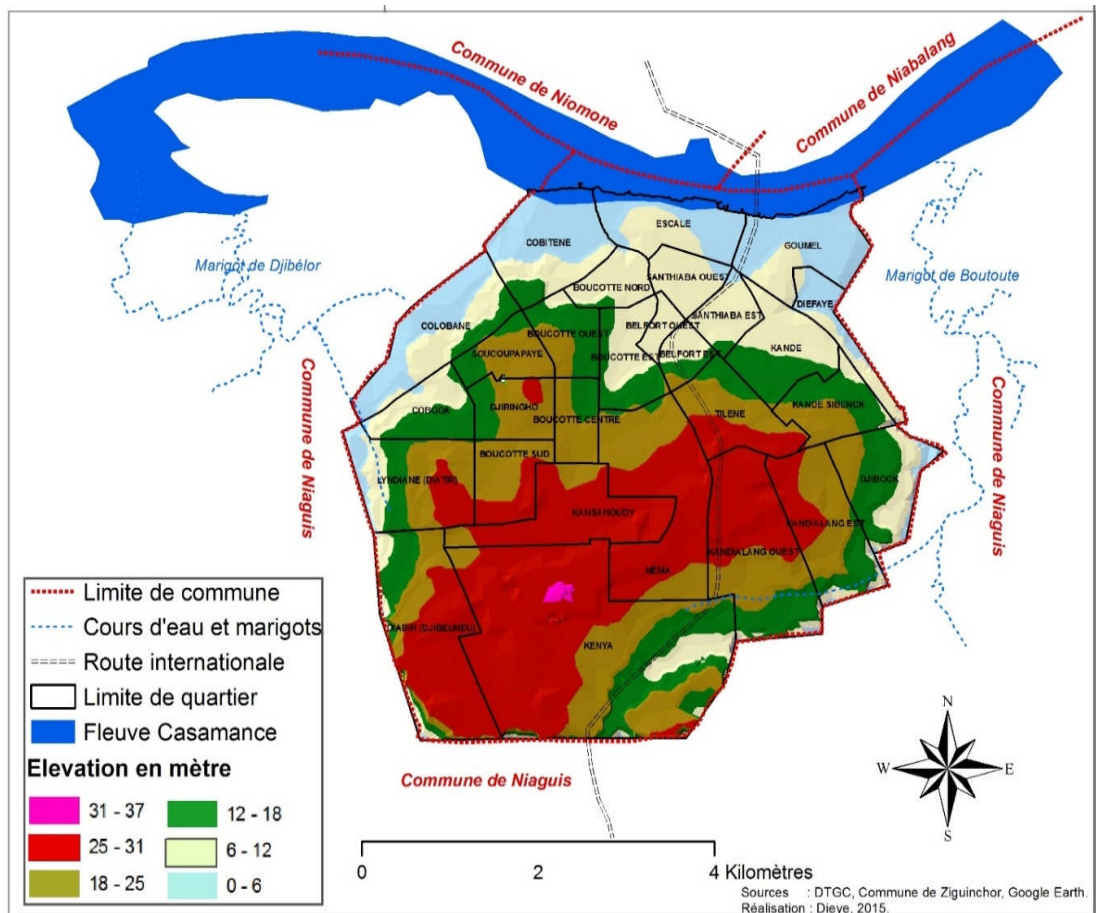 Commune de Niomone
Commune de Niabalang
Marigot de Djibélor
Marigot de Boutoute
ESCALE
COBITENE
GOUMEL
SANTHIABA OUEST
BOUCOTTE NORD
DIEFAYE
SANTHIABA EST
COLOBANE
BELFORT OUEST
BOUCOTTE OUEST
KANDE
SOUCOUPAPAYE
BOUCOTTE EST
BELFORT EST
DJIRINGHO
KANDE SIBENCK
COBODA
TILENE
BOUCOTTE CENTRE
BOUCOTTE SUD
LYNDIANE (DIATIR)
DJIBOCK
KANSAHOUDY
KANDIALANG EST
KANDIALANG OUEST
NEMA
DIABIR (DJIBEUNEU)
KENYA
Commune de Niaguis
Commune de Niaguis
Commune de Niaguis
Limite de commune
Cours d'eau et marigots
Route internationale
Limite de quartier
Fleuve Casamance
Elevation en mètre
31 - 37
12 - 18
25 - 31
6 - 12
18 - 25
0 - 6
N
W
E
S
0
2
4 Kilomètres
Sources : DTGC, Commune de Ziguinchor, Google Earth.
Réalisation : Dieye, 2015.